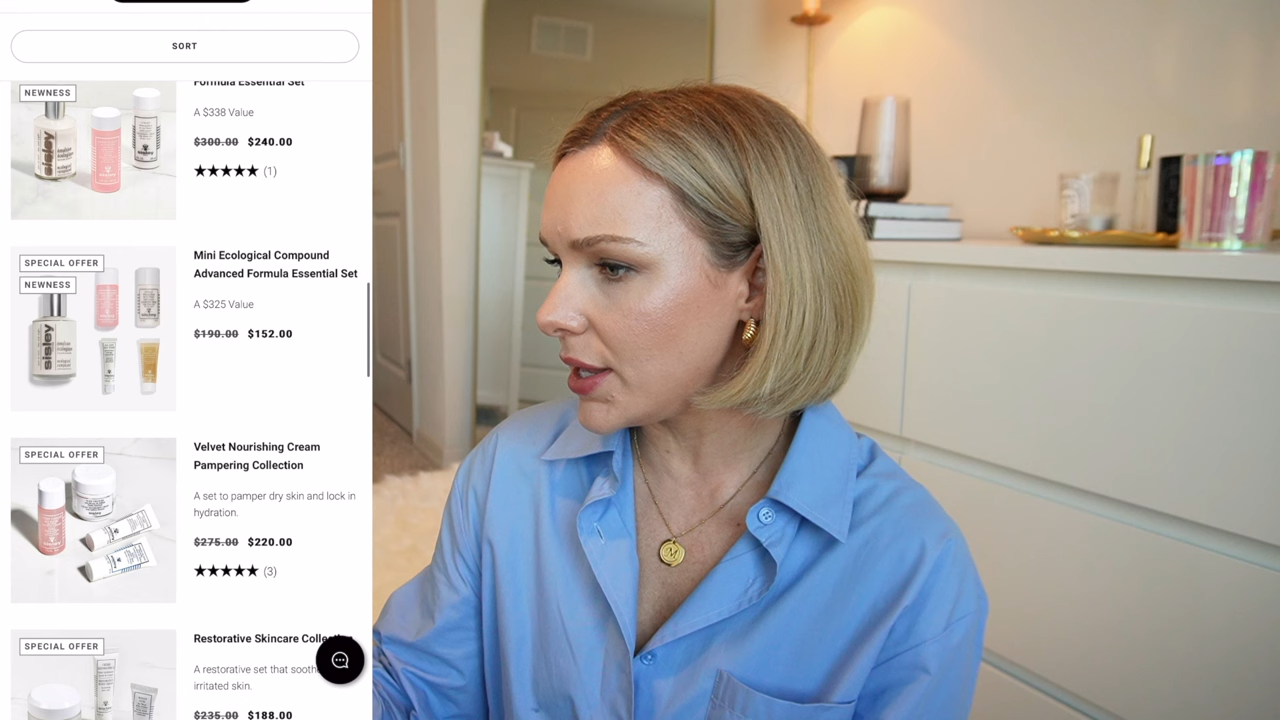 SORT
Formula Essential Set
NEWNESS
A $338 Value
$300.00 $240.00
★★★★★ (1)
sisley
SPECIAL OFFER
NEWNESS
Mini Ecological Compound
Advanced Formula Essential Set
A $325 Value
$190.00 $152.00
sisley
SPECIAL OFFER
Velvet Nourishing Cream
Pampering Collection
A set to pamper dry skin and lock in
hydration.
$275.00 $220.00
★★★★★ (3)
SPECIAL OFFER
Restorative Skincare
A restorative set that
irritated skin.
$235.00 $188.00
M